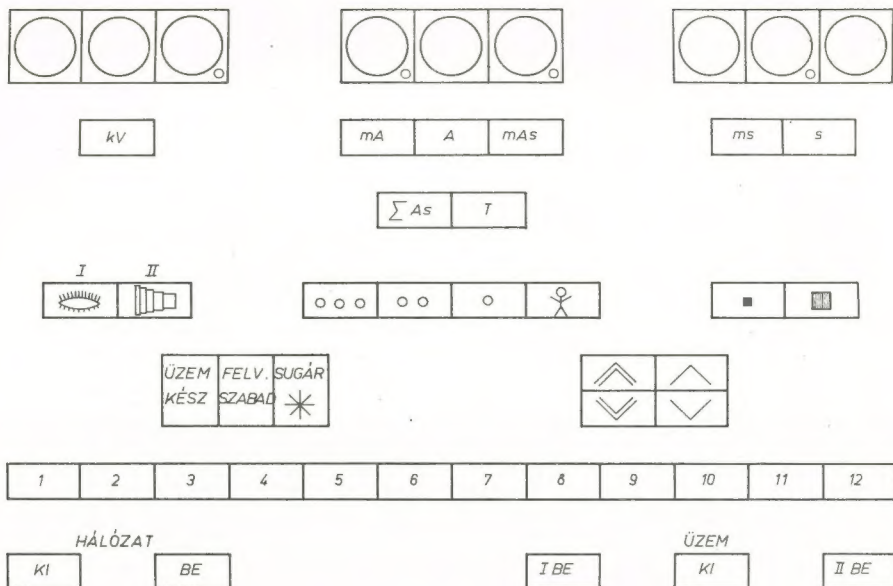 kV mA A mAs ms s
∑ As T
I II
ÜZEM FELV. SUGÁR
KÉSZ SZABAD
1 2 3 4 5 6 7 8 9 10 11 12
HÁLÓZAT ÜZEM
KI BE I BE KI II BE